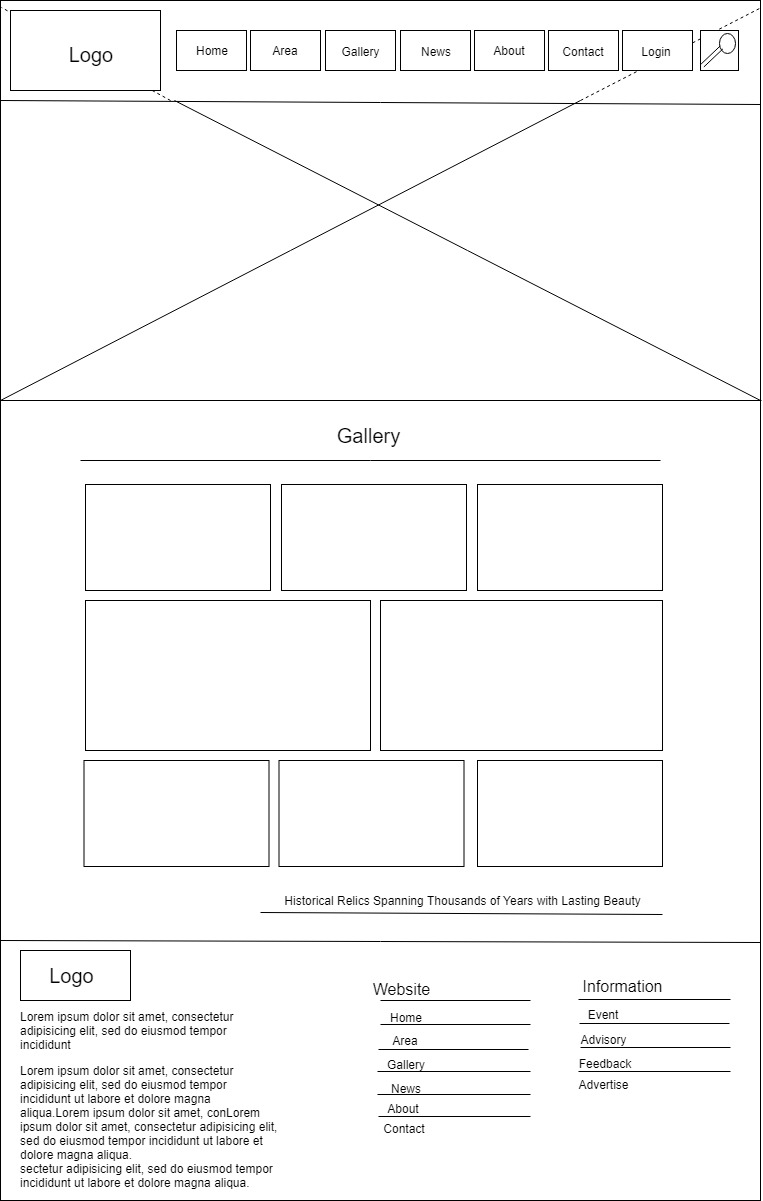 Logo
Home
Area
Gallery
News
About
Contact
Login
Gallery
Historical Relics Spanning Thousands of Years with Lasting Beauty
Logo
Lorem ipsum dolor sit amet, consectetur
adipisicing elit, sed do eiusmod tempor
incididunt
Lorem ipsum dolor sit amet, consectetur
adipisicing elit, sed do eiusmod tempor
incididunt ut labore et dolore magna
aliqua.Lorem ipsum dolor sit amet, conLorem
ipsum dolor sit amet, consectetur adipisicing elit,
sed do eiusmod tempor incididunt ut labore et
dolore magna aliqua.
sectetur adipisicing elit, sed do eiusmod tempor
incididunt ut labore et dolore magna aliqua.
Website
Home
Area
Gallery
News
About
Contact
Information
Event
Advisory
Feedback
Advertise